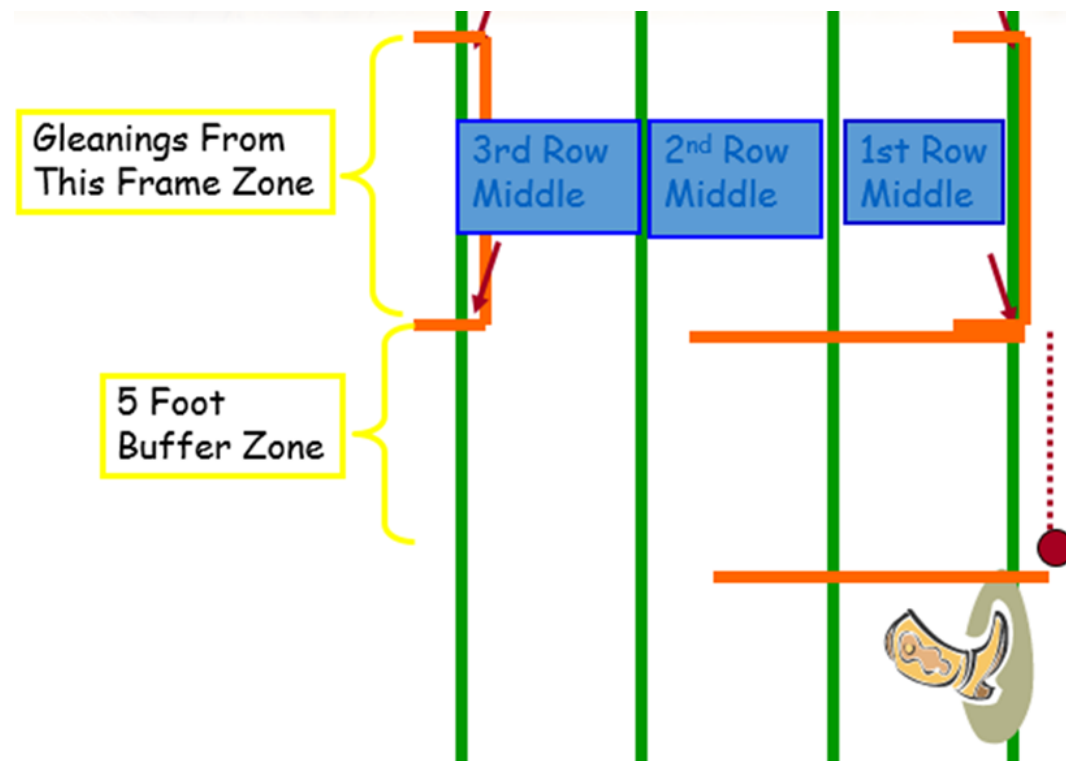 Gleanings From
This Frame Zone
3rd Row
Middle
2nd Row
Middle
1st Row
Middle
5 Foot
Buffer Zone